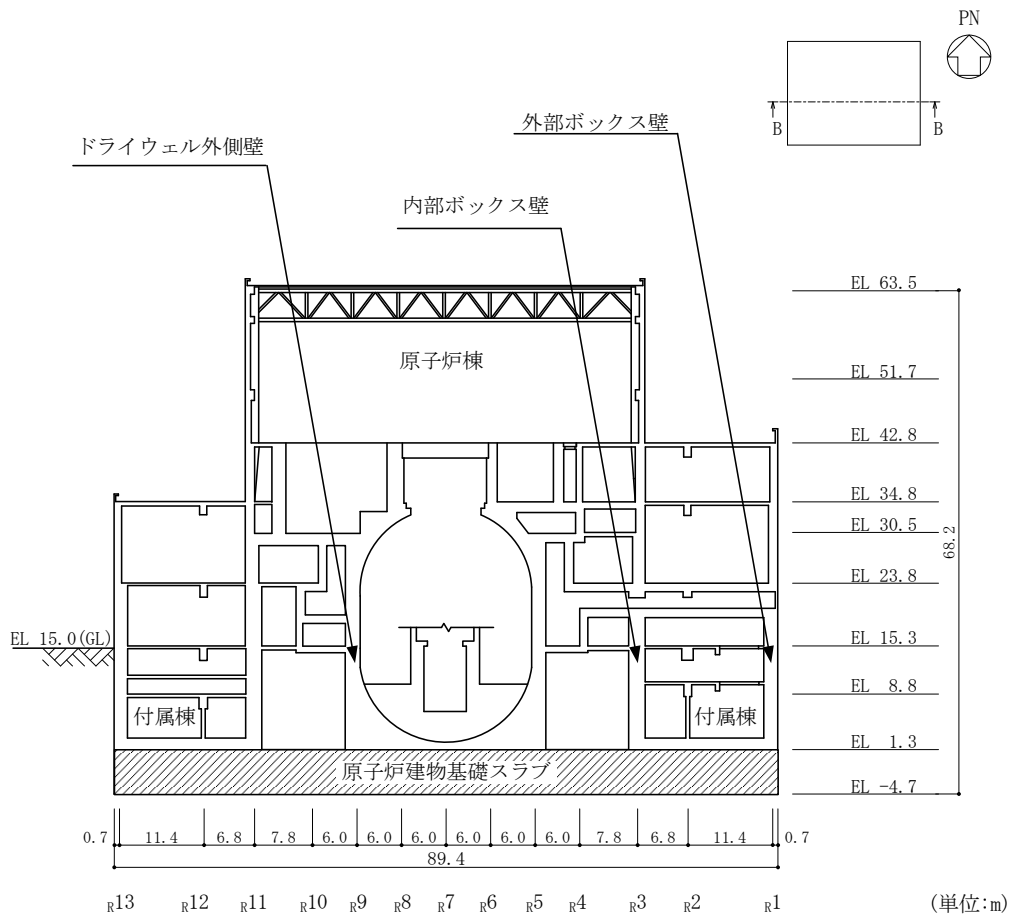 PN
B B
外部ボックス壁
ドライウェル外側壁
内部ボックス壁
EL 63.5
原子炉棟
EL 51.7
EL 42.8
EL 34.8
EL 30.5
68.2
EL 23.8
EL 15.0(GL)
EL 15.3
EL 8.8
付属棟 付属棟
EL 1.3
原子炉建物基礎スラブ
EL -4.7
0.7 11.4 6.8 7.8 6.0 6.0 6.0 6.0 6.0 6.0 7.8 6.8 11.4 0.7
89.4
R13 R12 R11 R10 R9 R8 R7 R6 R5 R4 R3 R2 R1 (単位:m)